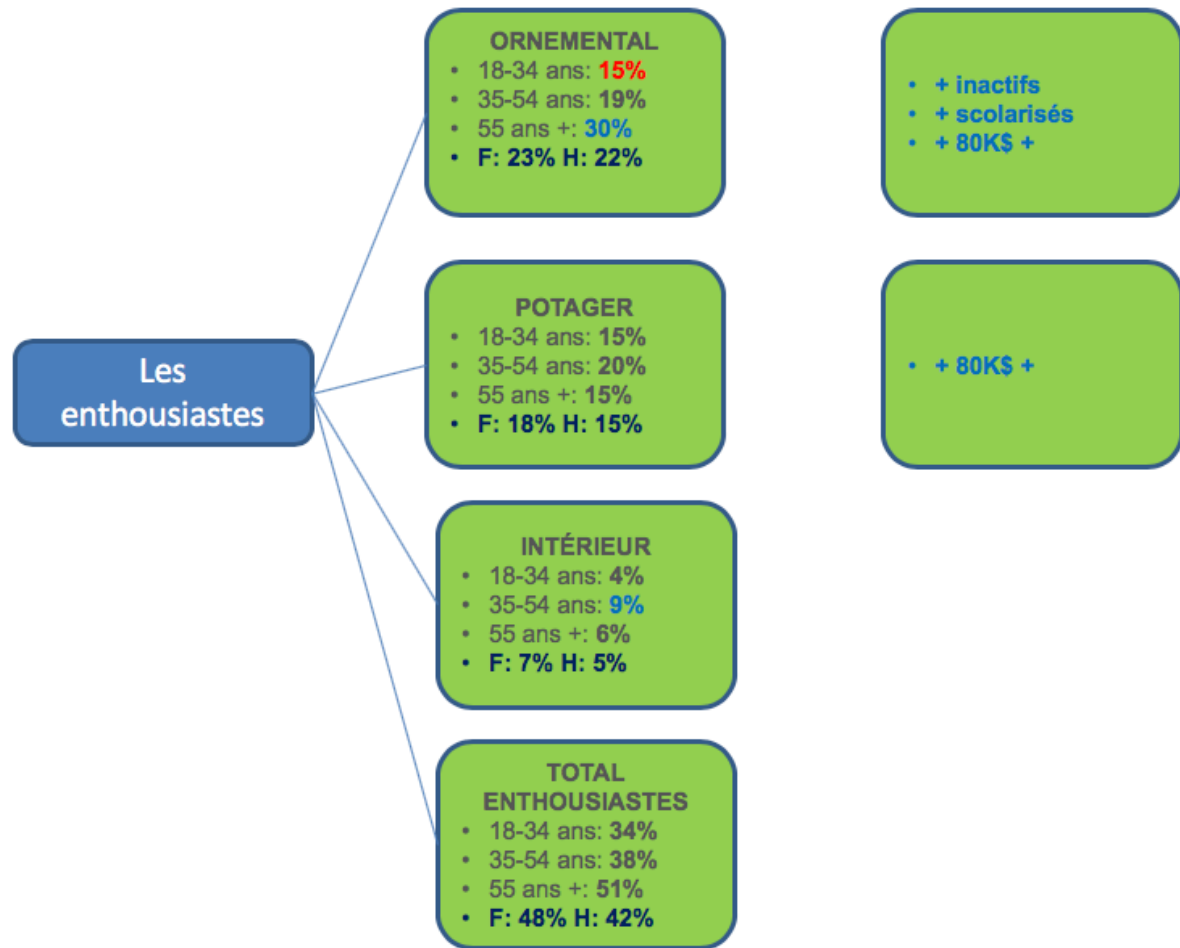 ORNEMENTAL
• 18-34 ans: 15%
• 35-54 ans: 19%
• 55 ans +: 30%
• F: 23% H: 22%
• + inactifs
• + scolarisés
• + 80K$ +
Les
enthousiastes
POTAGER
• 18-34 ans: 15%
• 35-54 ans: 20%
• 55 ans +: 15%
• F: 18% H: 15%
• + 80K$ +
INTÉRIEUR
• 18-34 ans: 4%
• 35-54 ans: 9%
• 55 ans +: 6%
• F: 7% H: 5%
TOTAL
ENTHOUSIASTES
• 18-34 ans: 34%
• 35-54 ans: 38%
• 55 ans +: 51%
• F: 48% H: 42%